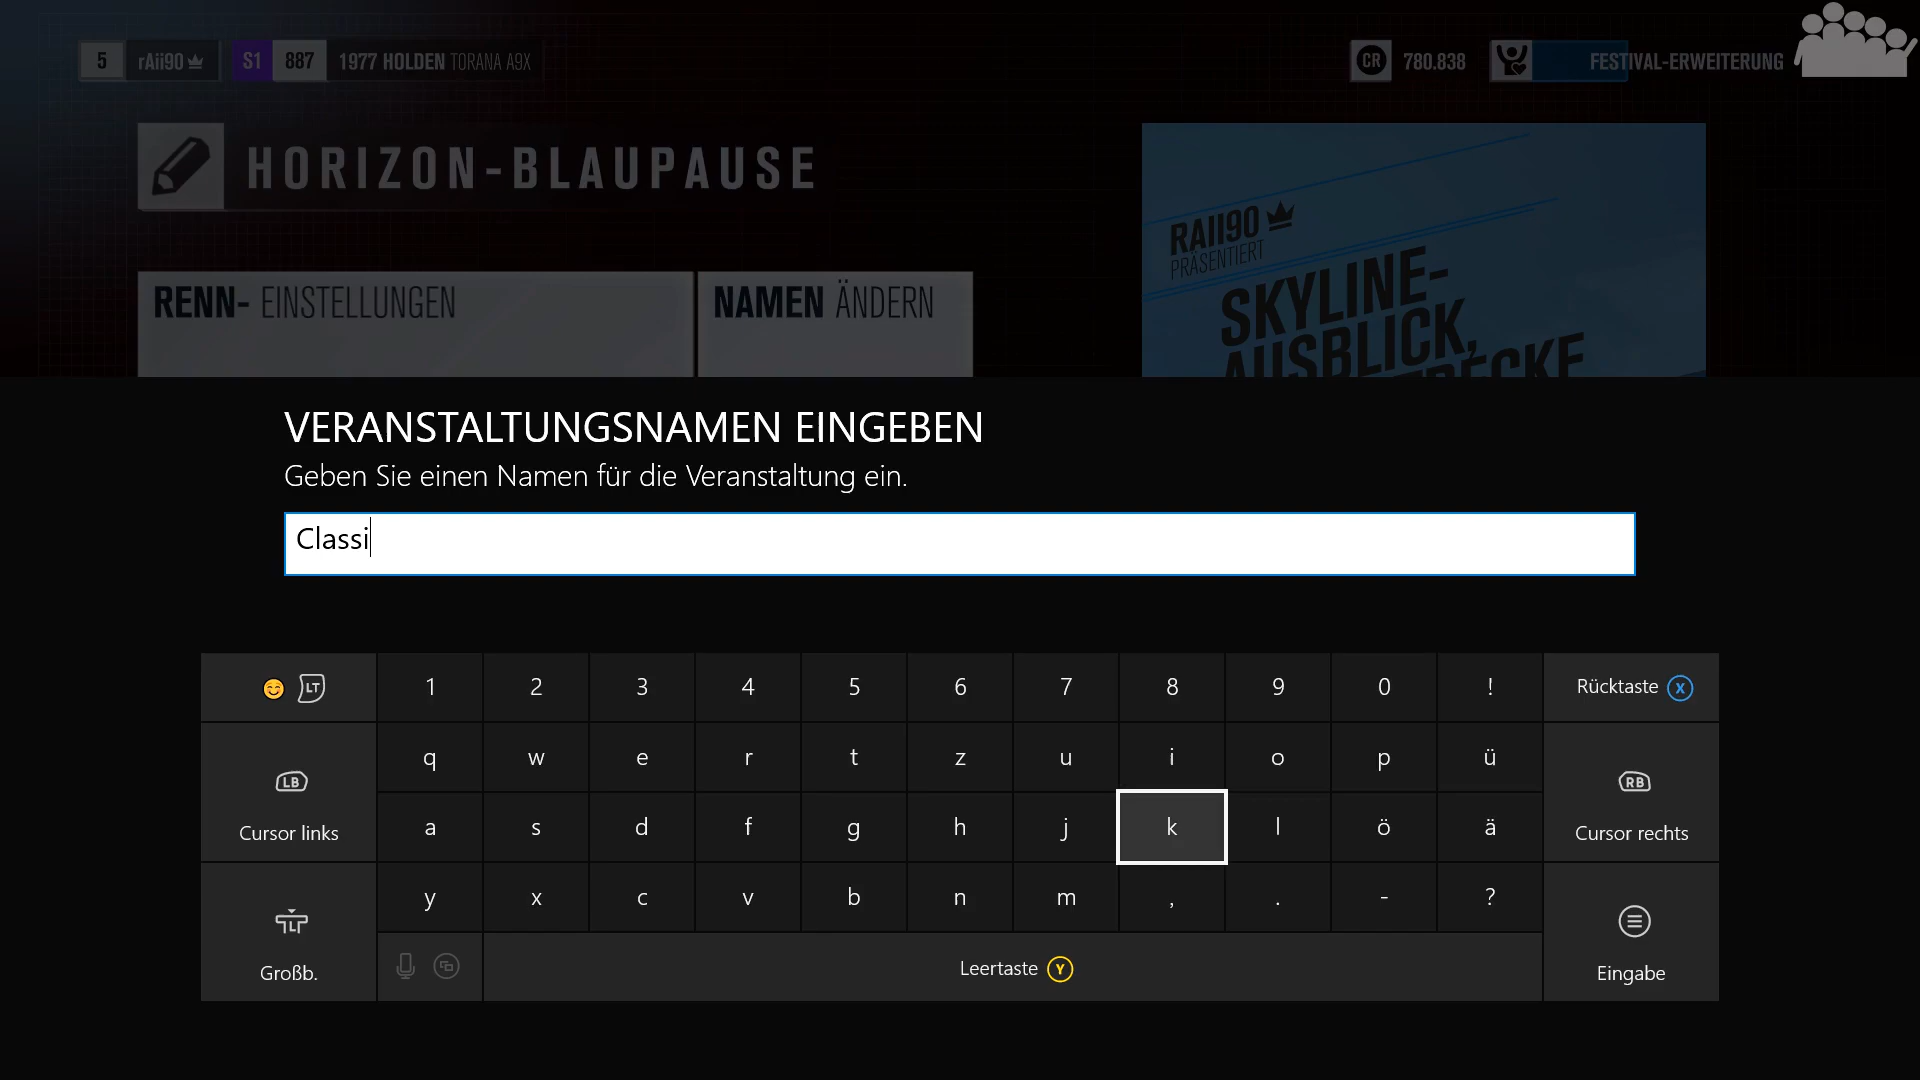 5 rAii90 S1 887 1977 HOLDEN TORANA A9X
CR 780.838 FESTIVAL-ERWEITERUNG
HORIZON-BLAUPAUSE
RAII90
PRÄSENTIERT
SKYLINE-
AUSBLICK,
RENN- EINSTELLUNGEN
NAMEN ÄNDERN
VERANSTALTUNGSNAMEN EINGEBEN
Geben Sie einen Namen für die Veranstaltung ein.
Classi
LT 1 2 3 4 5 6 7 8 9 0 ! Rücktaste X
q w e r t z u i o p ü
LB RB
a s d f g h j k l ö ä
Cursor links Cursor rechts
y x c v b n m , . - ?
LT
Großb. Leertaste Y Eingabe